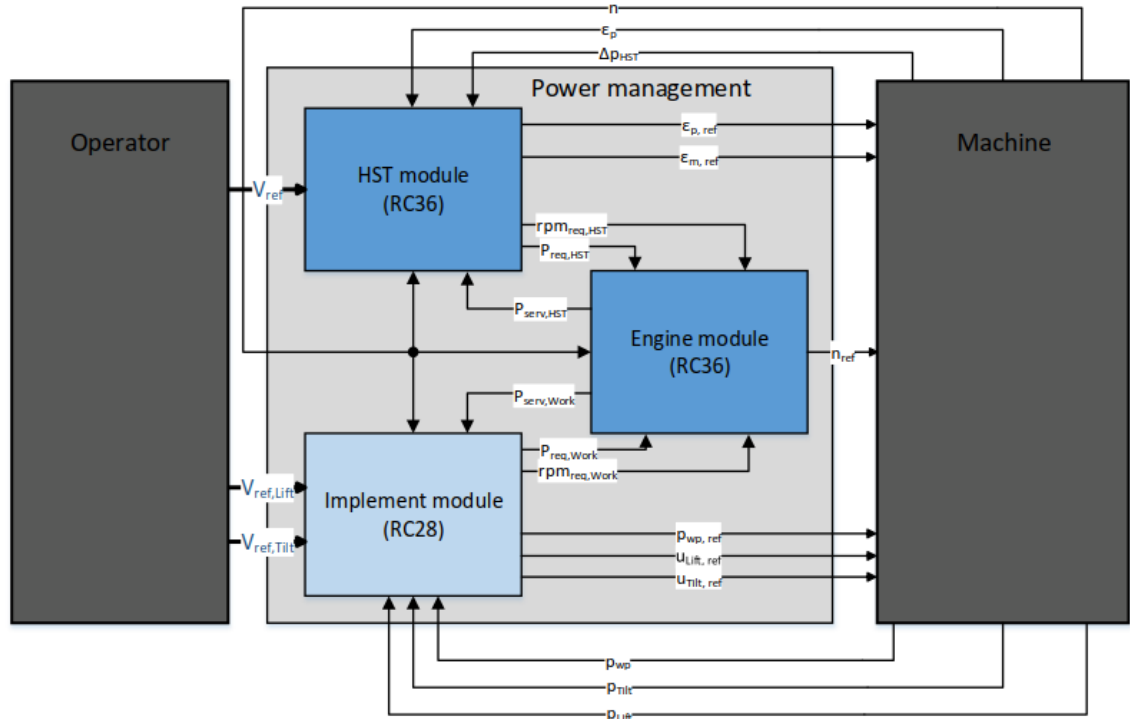 n
εp
ΔpHST
Power management
Operator
HST module
(RC36)
Machine
εp, ref
εm, ref
Vref
rpmreq,HST
Preq,HST
Pserv,HST
Engine module
(RC36)
nref
Pserv,Work
Preq,Work
rpmreq,Work
Implement module
(RC28)
Vref,Lift
Vref,Tilt
pwp, ref
uLift, ref
uTilt, ref
pwp
pTilt
pLift